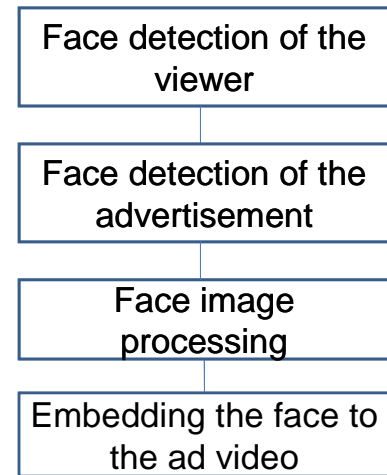 Face detection of the
viewer
Face detection of the
advertisement
Face image
processing
Embedding the face to
the ad video